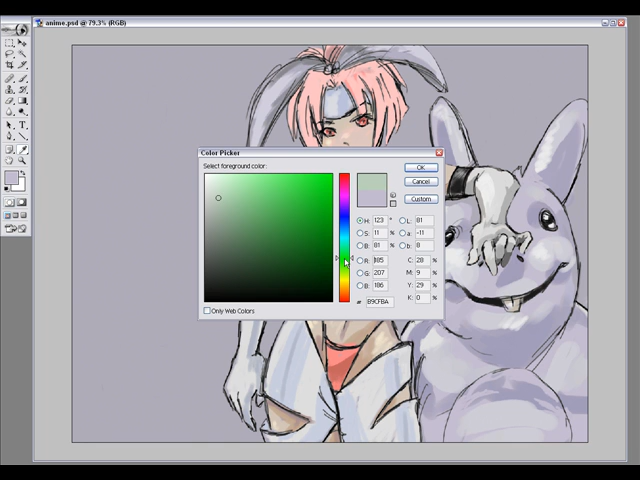 anime.psd @ 79.3% (RGB)
Color Picker
Select foreground color:
OK
Cancel
Custom
H: 123 ° L: 81
S: 11 % a: -11
B: 81 % b: 8
R: 185 C: 28 %
G: 207 M: 9 %
B: 186 Y: 29 %
K: 0 %
# B9CFBA
Only Web Colors
T